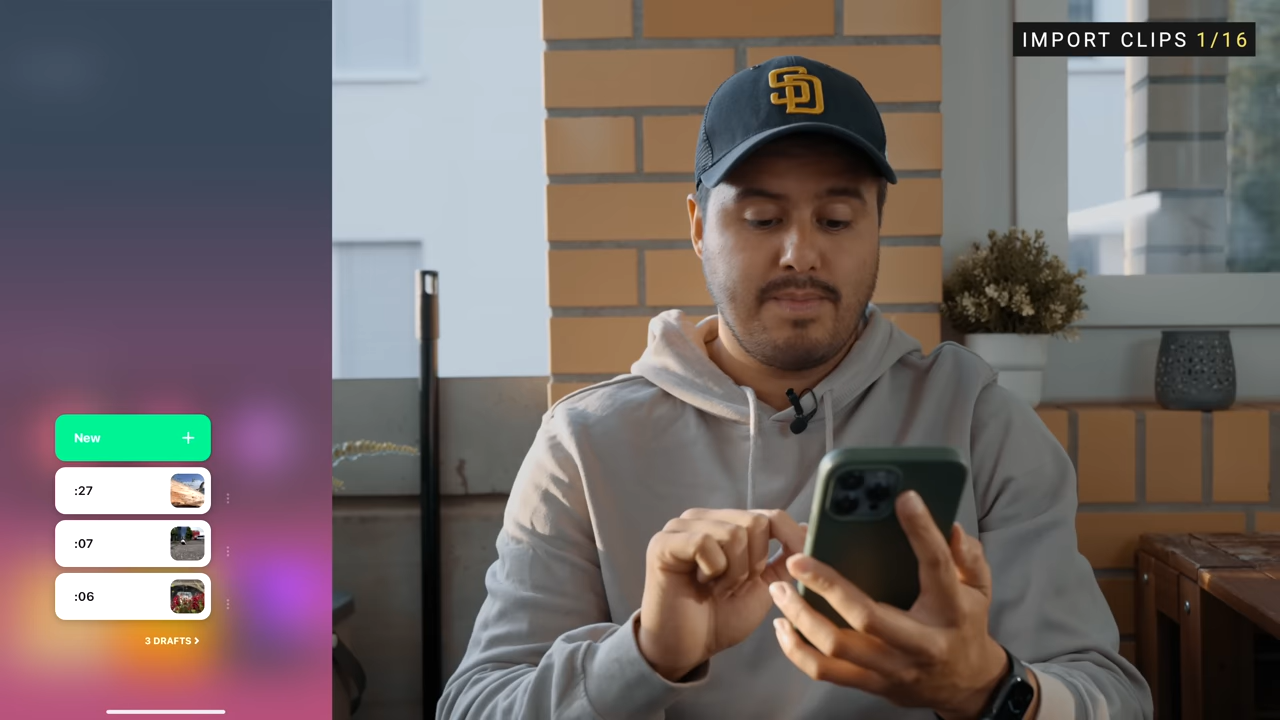 IMPORT CLIPS 1/16
SD
New +
:27
:07
:06
3 DRAFTS >